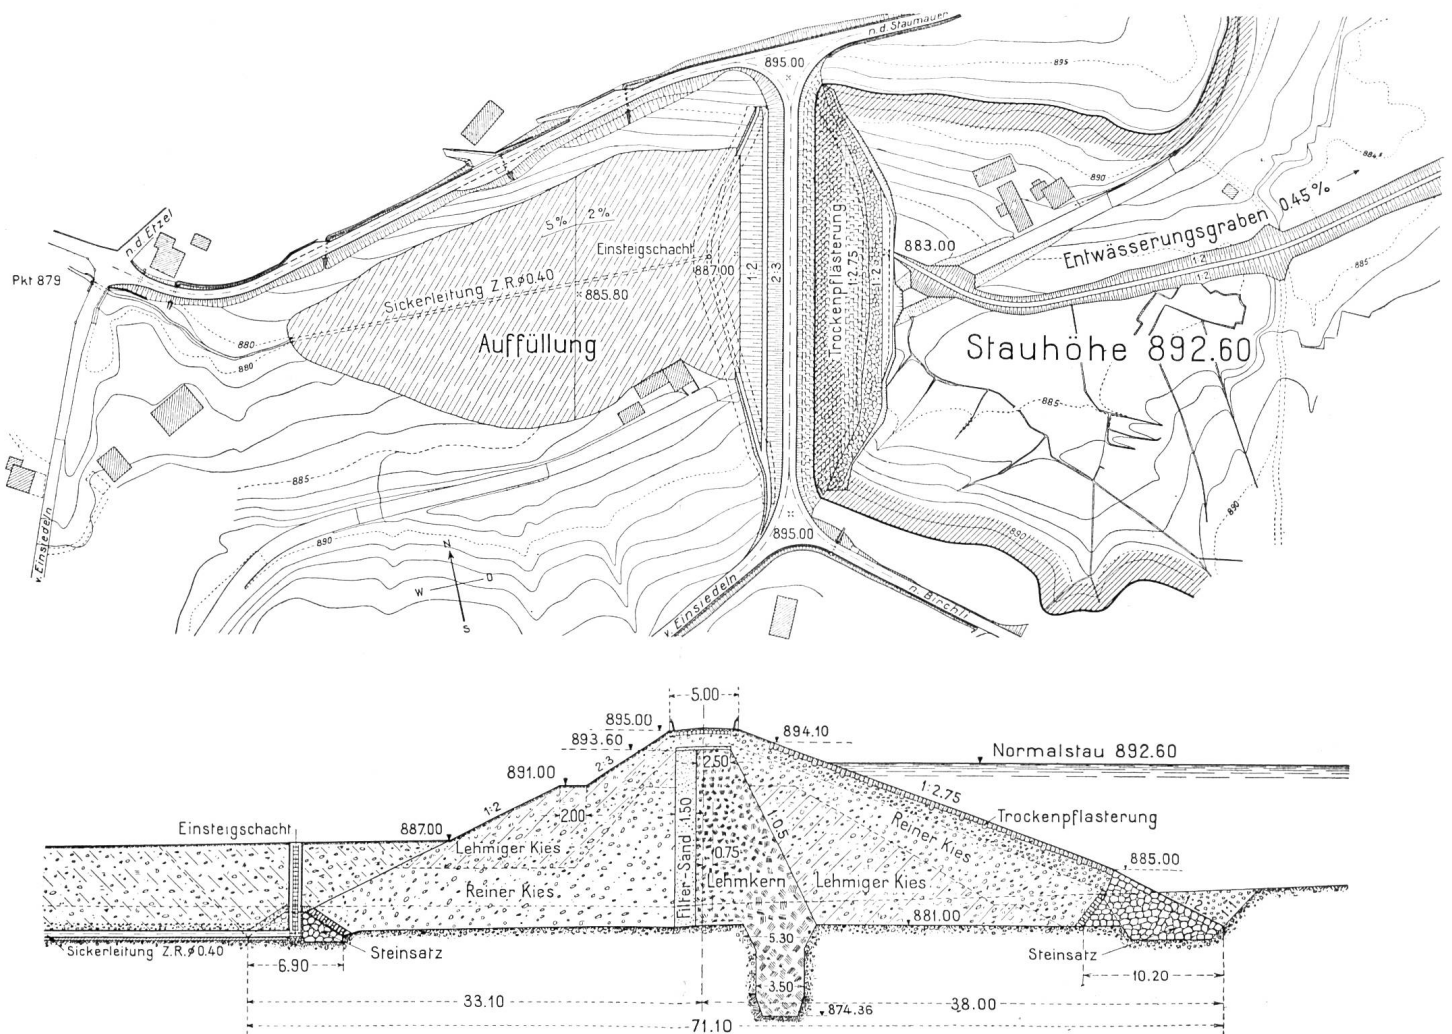 n.d. Staumauer
895.00
895
884.5
890
n.d. Etzel
5% 2%
Einsteigschacht
887.00
1:2
2:3
Trockenpflasterung
1:2.75
883.00
Entwässerungsgraben 0.45%
1:2
1:2
885
Pkt 879
Sickerleitung Z.R.ø0.40
885.80
Auffüllung
Stauhöhe 892.60
880
880
885
885
890
890
890
895.00
v. Einsiedeln
N
W O
S
v. Einsiedeln
n. Birchli
5.00
895.00
894.10
893.60
Normalstau 892.60
891.00
2:3
2.50
1:2.75
1:2
2.00
1.50
1:0.5
Trockenpflasterung
Einsteigschacht
887.00
Reiner Kies
Lehmiger Kies
0.75
885.00
Filter-Sand
Reiner Kies
Lehmkern
Lehmiger Kies
881.00
Sickerleitung Z.R.ø0.40
Steinsatz
5.30
Steinsatz
6.90
10.20
3.50
33.10
38.00
874.36
71.10